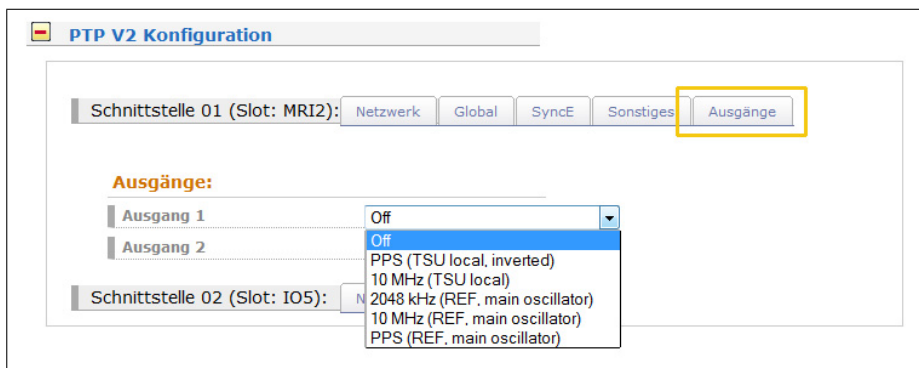 PTP V2 Konfiguration
Schnittstelle 01 (Slot: MRI2): Netzwerk Global SyncE Sonstiges Ausgänge
Ausgänge:
Ausgang 1 Off
Off
Ausgang 2
PPS (TSU local, inverted)
10 MHz (TSU local)
2048 kHz (REF, main oscillator)
Schnittstelle 02 (Slot: IO5):
10 MHz (REF, main oscillator)
PPS (REF, main oscillator)